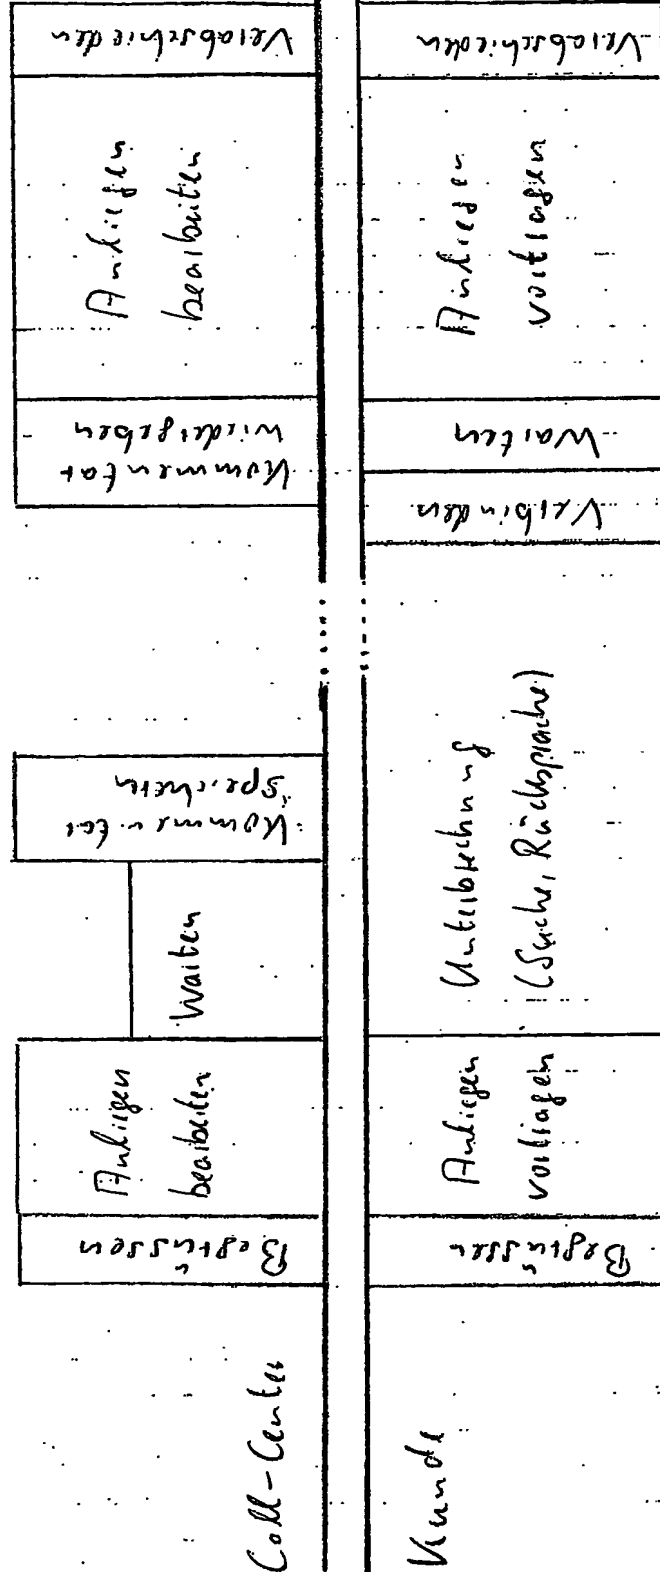 Call-Center
Begrüssen
Anliegen
bearbeiten
Warten
Kommentar
speichern
Kommentar
wiedergeben
Anliegen
bearbeiten
Verabschieden
Kunde
Begrüssen
Anliegen
vortragen
Unterbrechung
(Suche, Rücksprache)
Verbinden
Warten
Anliegen
vortragen
Verabschieden